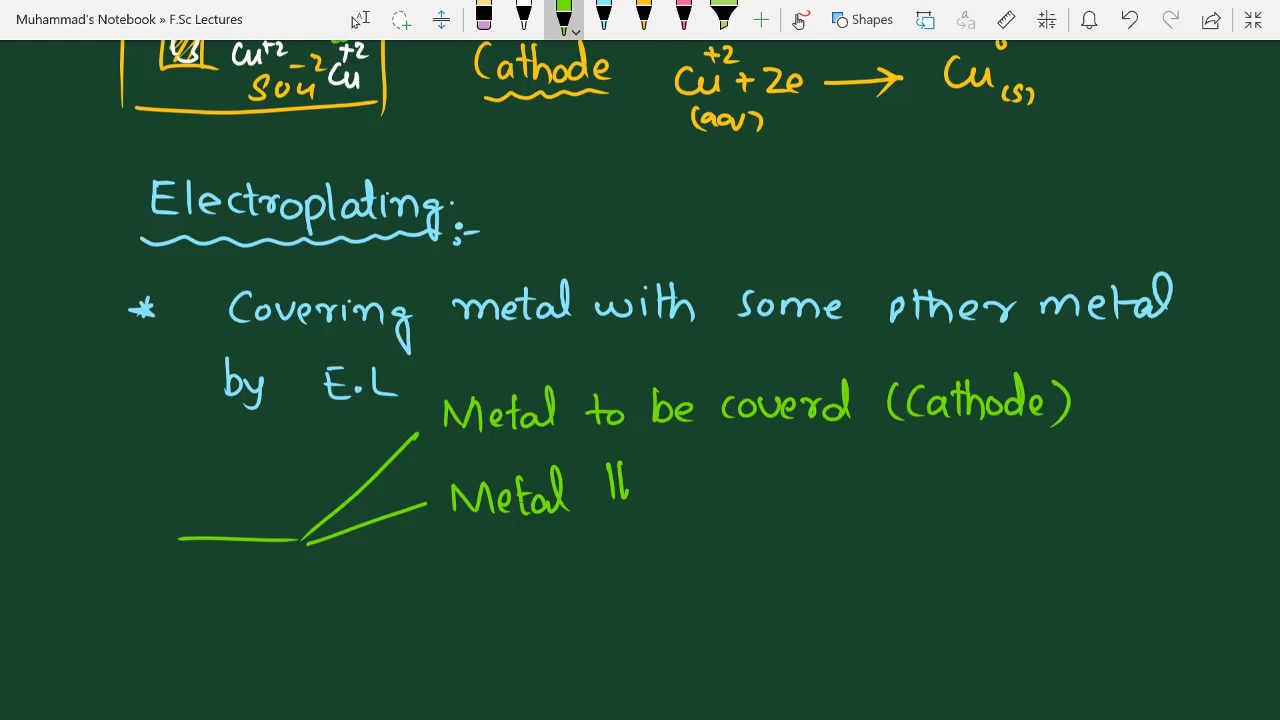 Muhammad's Notebook » F.Sc Lectures
Shapes
Cu+2
SO4 -2
+2
Cu
Cathode
Cu+2 + 2e ⟶ Cu° (s)
(aq)
Electroplating:-
* Covering metal with some other metal
by E.L
Metal to be coverd (Cathode)
Metal